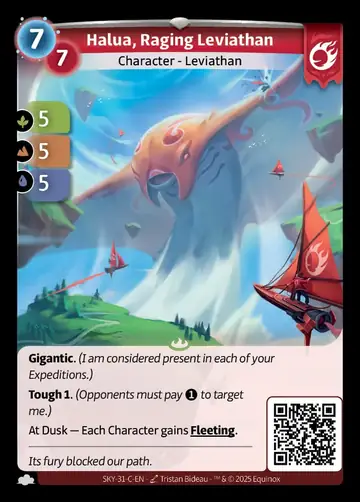 7
7
Halua, Raging Leviathan
Character - Leviathan
5
5
5
Gigantic. (I am considered present in each of your
Expeditions.)
Tough 1. (Opponents must pay 1 to target
me.)
At Dusk — Each Character gains Fleeting.
Its fury blocked our path.
SKY-31-C-EN - Tristan Bideau - ™ & © 2025 Equinox